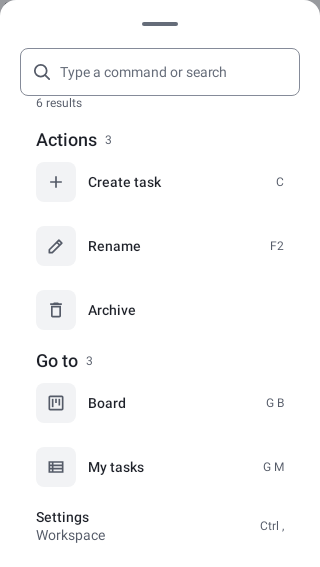 Type a command or search
6 results
Actions 3
Create task C
Rename F2
Archive
Go to 3
Board G B
My tasks G M
Settings
Workspace
Ctrl ,